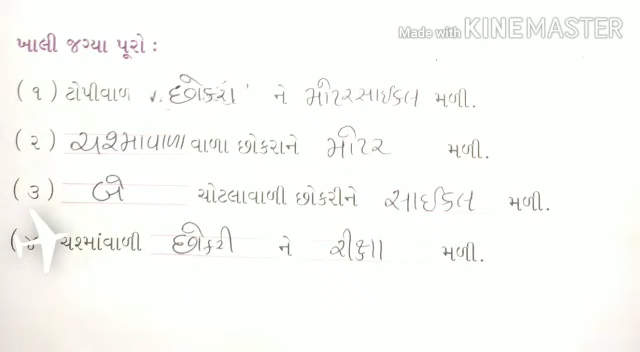 Made with KINEMASTER
ખાલી જગ્યા પૂરો :
(૧) ટોપીવાળ છોકરા ને મોટરસાઈકલ મળી.
(૨) ચશ્માવાળા વાળા છોકરાને મોટર મળી.
(૩) બે ચોટલાવાળી છોકરીને સાઈકલ મળી.
(૪) ચશ્માંવાળી છોકરી ને રીક્ષા મળી.